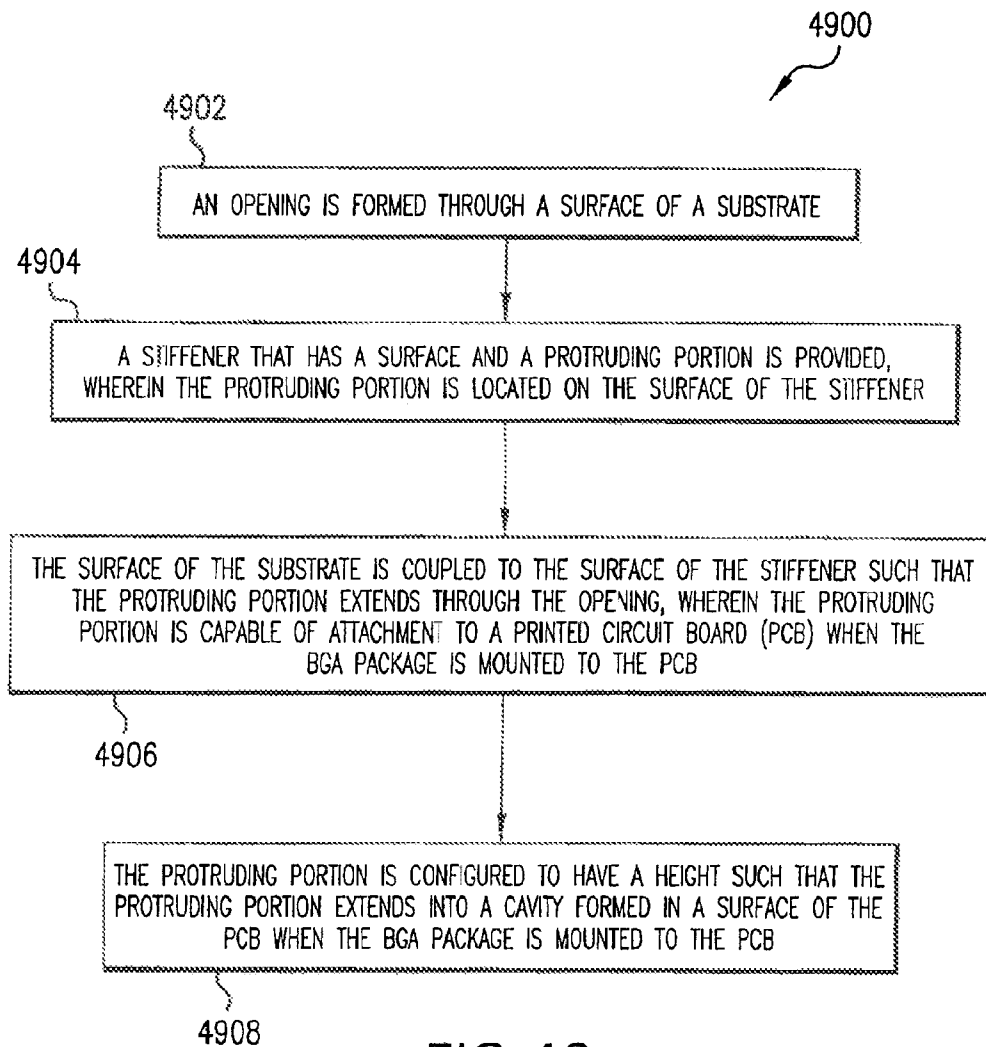 4900
4902
AN OPENING IS FORMED THROUGH A SURFACE OF A SUBSTRATE
4904
A STIFFENER THAT HAS A SURFACE AND A PROTRUDING PORTION IS PROVIDED,
WHEREIN THE PROTRUDING PORTION IS LOCATED ON THE SURFACE OF THE STIFFENER
THE SURFACE OF THE SUBSTRATE IS COUPLED TO THE SURFACE OF THE STIFFENER SUCH THAT
THE PROTRUDING PORTION EXTENDS THROUGH THE OPENING, WHEREIN THE PROTRUDING
PORTION IS CAPABLE OF ATTACHMENT TO A PRINTED CIRCUIT BOARD (PCB) WHEN THE
BGA PACKAGE IS MOUNTED TO THE PCB
4906
THE PROTRUDING PORTION IS CONFIGURED TO HAVE A HEIGHT SUCH THAT THE
PROTRUDING PORTION EXTENDS INTO A CAVITY FORMED IN A SURFACE OF THE
PCB WHEN THE BGA PACKAGE IS MOUNTED TO THE PCB
4908